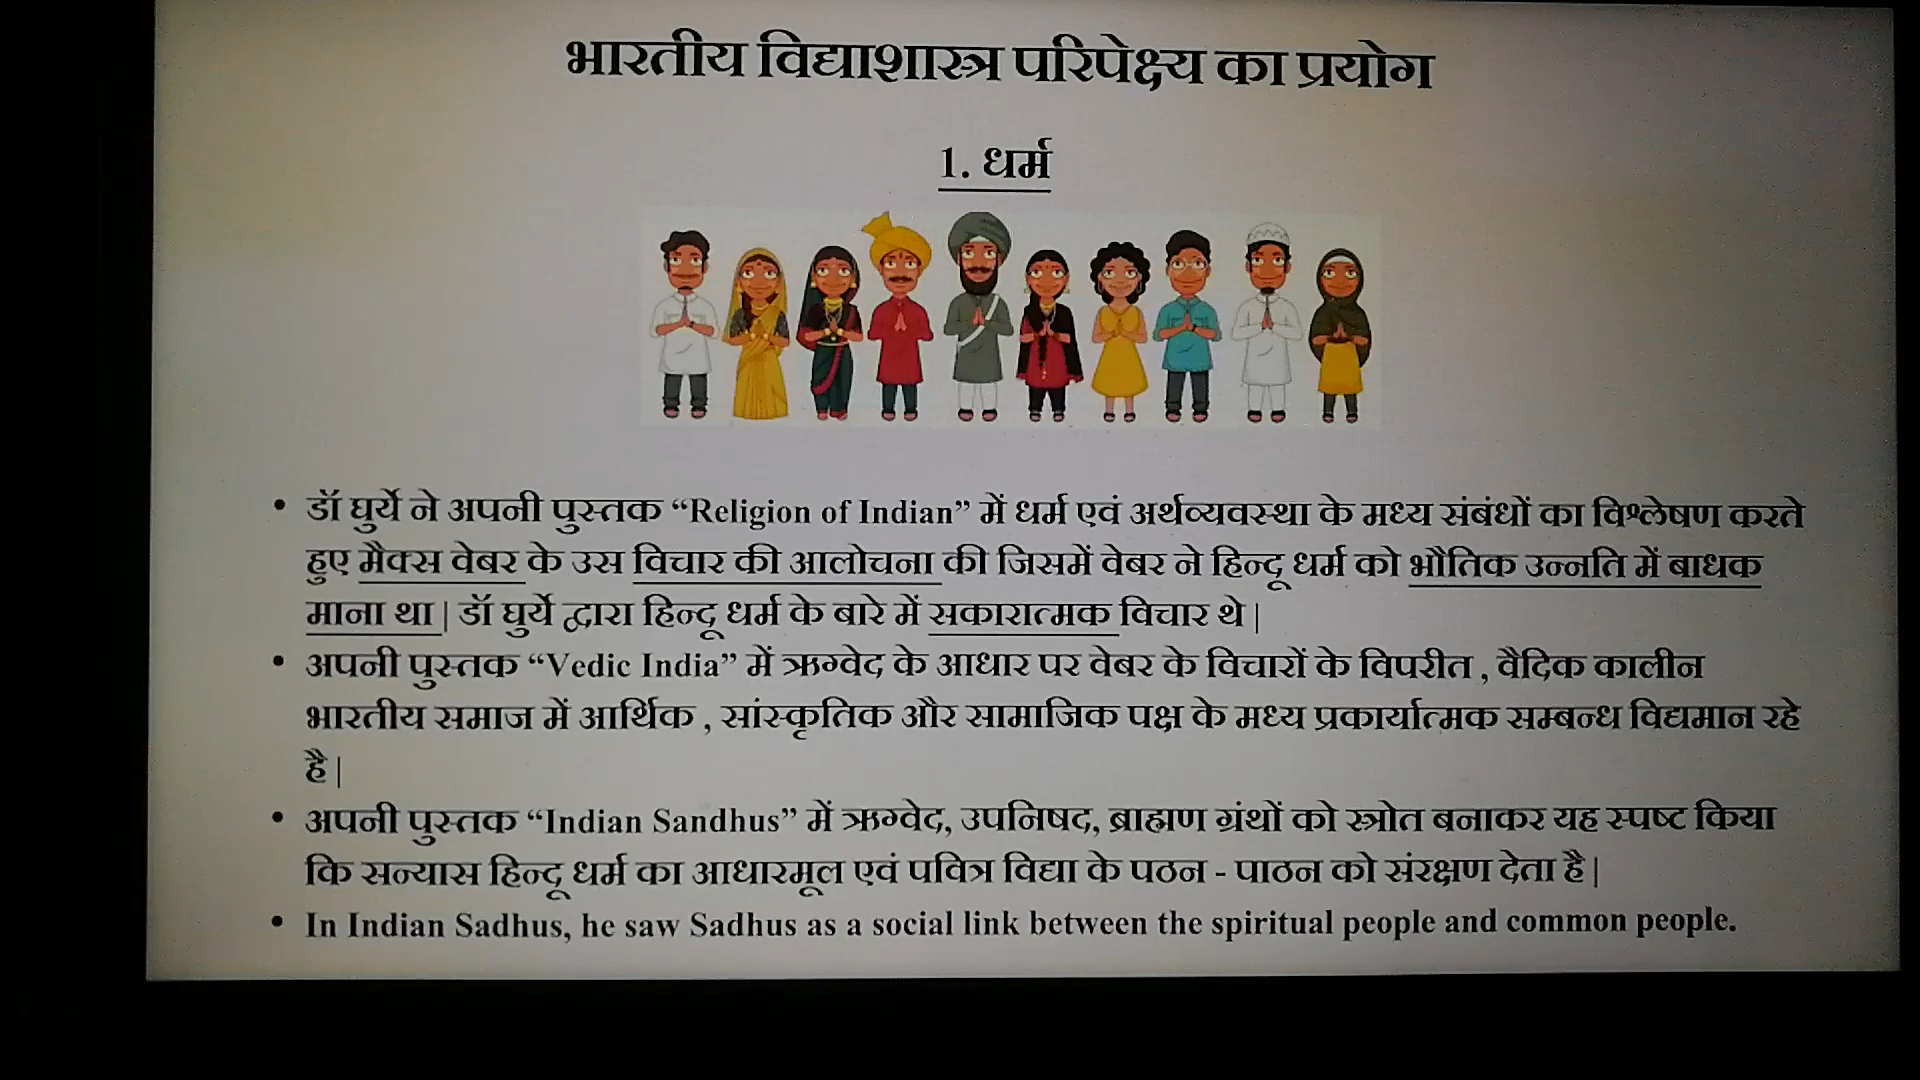 भारतीय विद्याशास्त्र परिपेक्ष्य का प्रयोग
1. धर्म
• डॉ घुर्ये ने अपनी पुस्तक “Religion of Indian” में धर्म एवं अर्थव्यवस्था के मध्य संबंधों का विश्लेषण करते
हुए मैक्स वेबर के उस विचार की आलोचना की जिसमें वेबर ने हिन्दू धर्म को भौतिक उन्नति में बाधक
माना था | डॉ घुर्ये द्वारा हिन्दू धर्म के बारे में सकारात्मक विचार थे |
• अपनी पुस्तक “Vedic India” में ऋग्वेद के आधार पर वेबर के विचारों के विपरीत , वैदिक कालीन
भारतीय समाज में आर्थिक , सांस्कृतिक और सामाजिक पक्ष के मध्य प्रकार्यात्मक सम्बन्ध विद्यमान रहे
है |
• अपनी पुस्तक “Indian Sandhus” में ऋग्वेद, उपनिषद, ब्राह्मण ग्रंथों को स्त्रोत बनाकर यह स्पष्ट किया
कि सन्यास हिन्दू धर्म का आधारमूल एवं पवित्र विद्या के पठन - पाठन को संरक्षण देता है |
• In Indian Sadhus, he saw Sadhus as a social link between the spiritual people and common people.